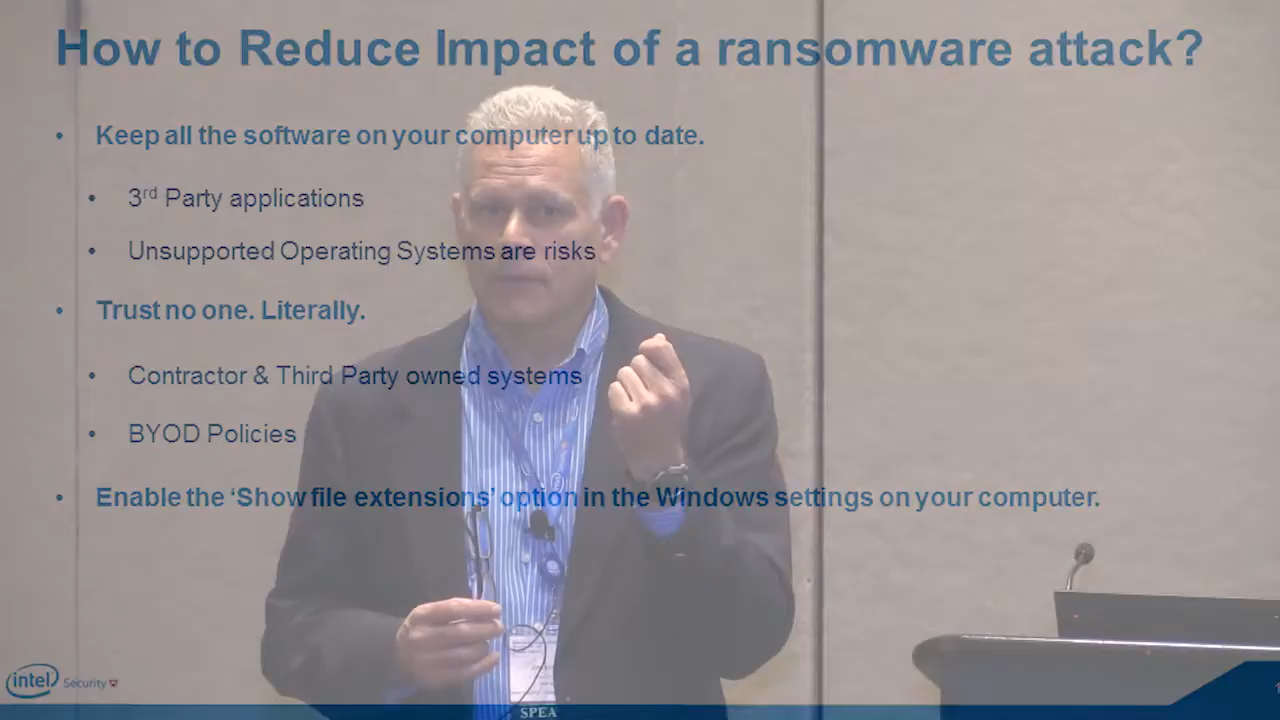 How to Reduce Impact of a ransomware attack?
• Keep all the software on your computer up to date.
• 3rd Party applications
• Unsupported Operating Systems are risks
• Trust no one. Literally.
• Contractor & Third Party owned systems
• BYOD Policies
• Enable the ‘Show file extensions’ option in the Windows settings on your computer.
intel Security
SPEA